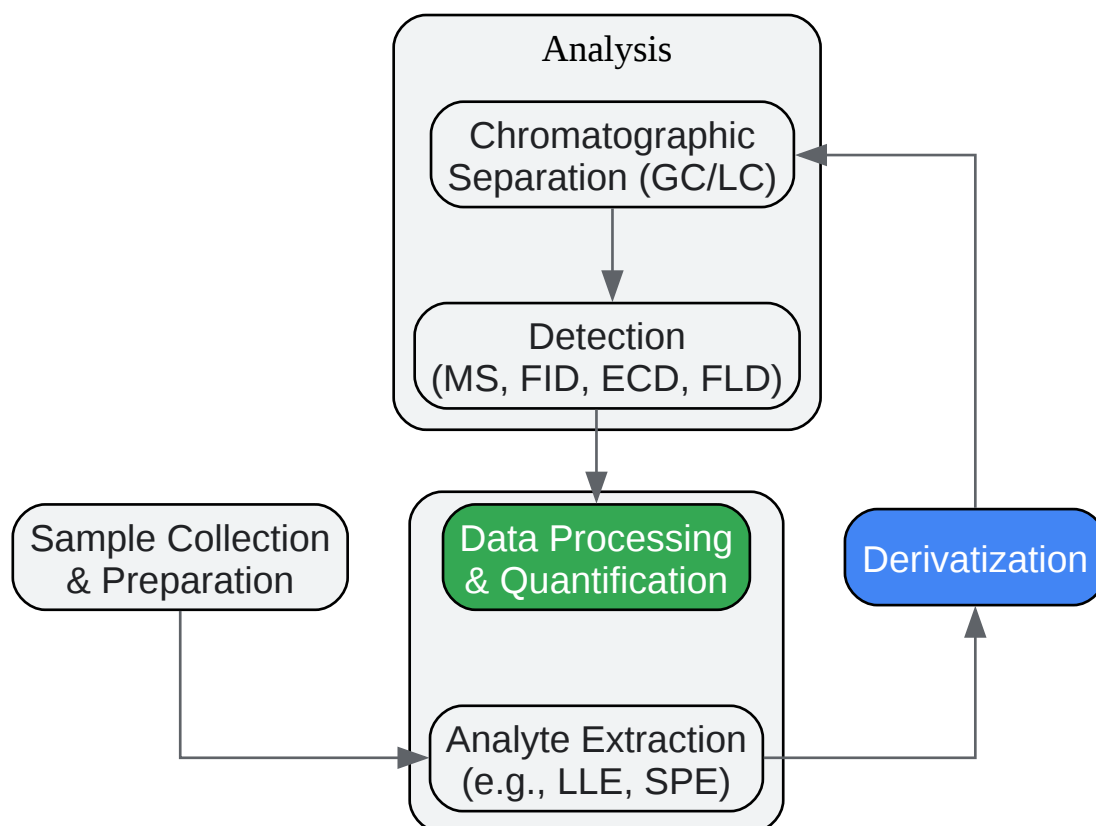 Analysis
Chromatographic
Separation (GC/LC)
Detection
(MS, FID, ECD, FLD)
Sample Collection
& Preparation
Data Processing
& Quantification
Derivatization
Analyte Extraction
(e.g., LLE, SPE)